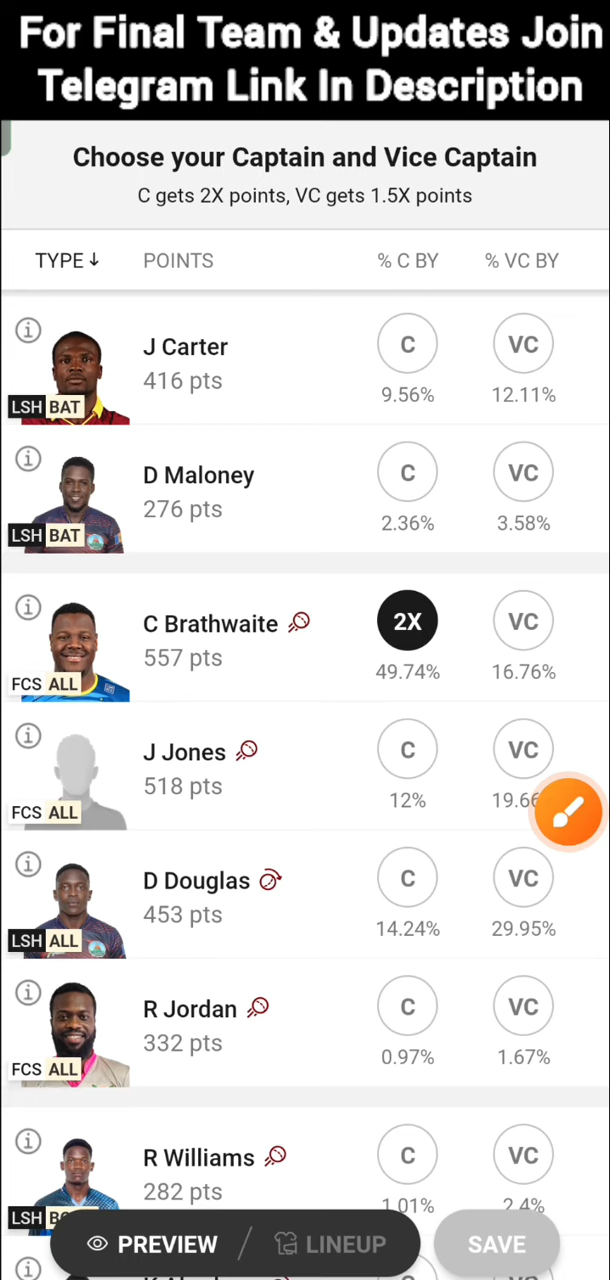 For Final Team & Updates Join
Telegram Link In Description
Choose your Captain and Vice Captain
C gets 2X points, VC gets 1.5X points
TYPE↓ POINTS % C BY % VC BY
J Carter
416 pts
C VC
9.56% 12.11%
LSH BAT
D Maloney
276 pts
C VC
2.36% 3.58%
LSH BAT
C Brathwaite
557 pts
2X VC
49.74% 16.76%
FCS ALL
J Jones
518 pts
C VC
12%
FCS ALL
D Douglas
453 pts
C VC
14.24% 29.95%
LSH ALL
R Jordan
332 pts
C VC
0.97% 1.67%
FCS ALL
R Williams
282 pts
C VC
1.01% 2.4%
LSH
PREVIEW / LINEUP SAVE